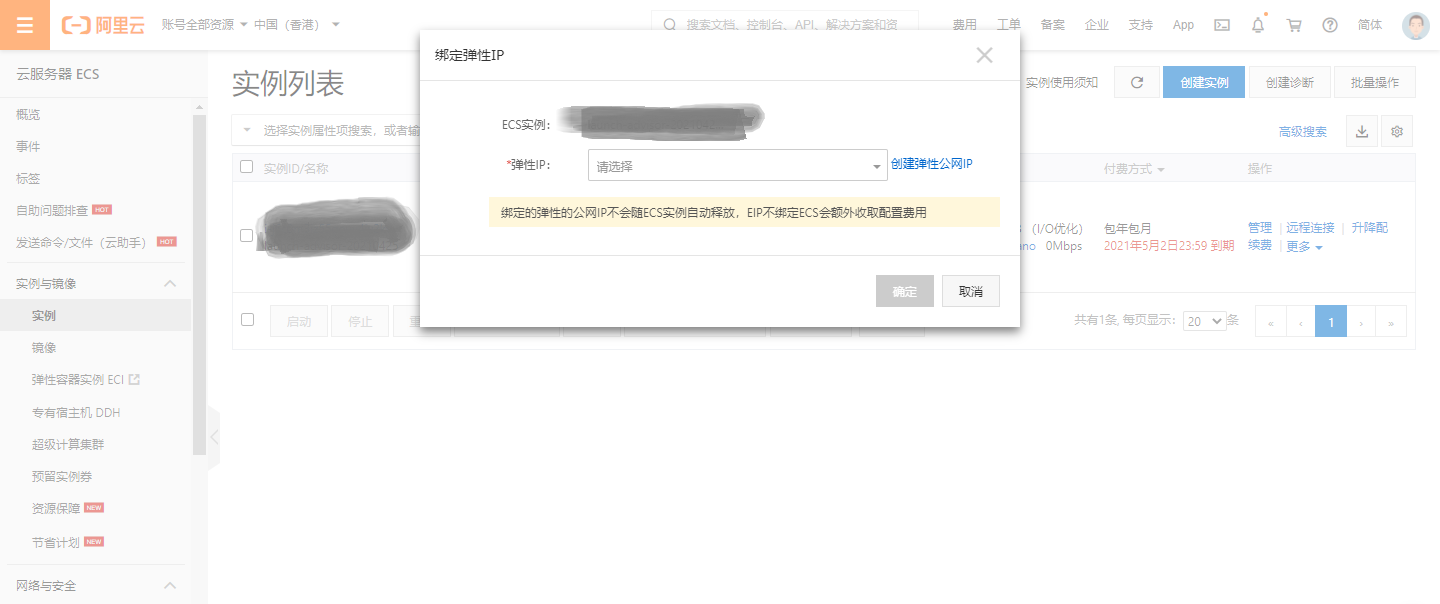 阿里云 账号全部资源 中国（香港） 搜索文档、控制台、API、解决方案和资 费用 工单 备案 企业 支持 App 简体
云服务器 ECS
概览
事件
标签
自助问题排查 HOT
发送命令/文件（云助手） HOT
实例与镜像
实例
镜像
弹性容器实例 ECI
专有宿主机 DDH
超级计算集群
预留实例券
资源保障 NEW
节省计划 NEW
网络与安全
实例列表
实例使用须知 创建实例 创建诊断 批量操作
选择实例属性项搜索，或者输
高级搜索
实例ID/名称 付费方式 操作
（I/O优化） 包年包月 管理 远程连接 升降配
ano 0Mbps 2021年5月2日23:59 到期 续费 更多
启动 停止
共有1条, 每页显示: 20 条 « ‹ 1 › »
绑定弹性IP
ECS实例:
*弹性IP: 请选择 创建弹性公网IP
绑定的弹性的公网IP不会随ECS实例自动释放，EIP不绑定ECS会额外收取配置费用
确定 取消